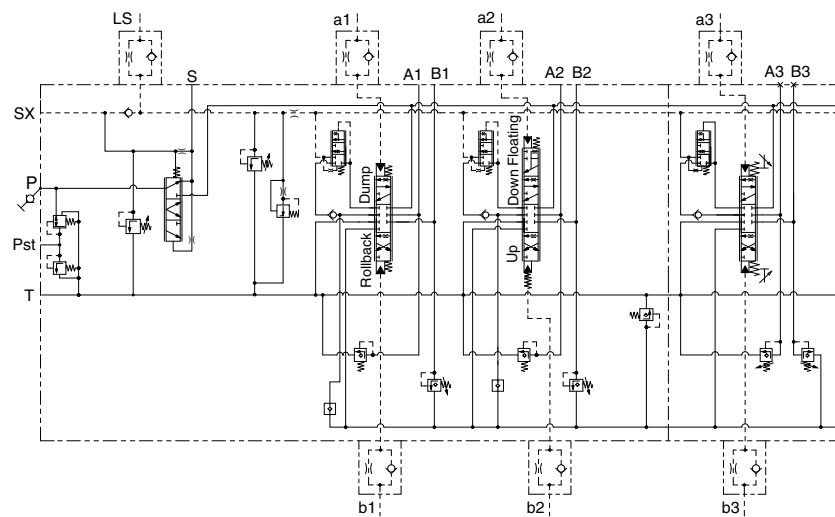 LS
a1
a2
a3
S
A1
B1
A2
B2
A3
B3
SX
P
Pst
T
Dump
Rollback
Down Floating
Up
b1
b2
b3